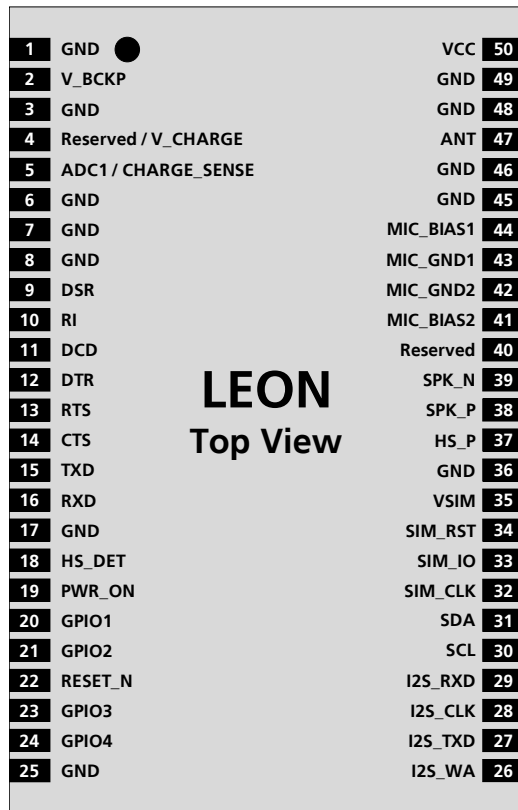 1 GND VCC 50
2 V_BCKP GND 49
3 GND GND 48
4 Reserved / V_CHARGE ANT 47
5 ADC1 / CHARGE_SENSE GND 46
6 GND GND 45
7 GND MIC_BIAS1 44
8 GND MIC_GND1 43
9 DSR MIC_GND2 42
10 RI MIC_BIAS2 41
11 DCD Reserved 40
12 DTR SPK_N 39
LEON
13 RTS SPK_P 38
14 CTS HS_P 37
Top View
15 TXD GND 36
16 RXD VSIM 35
17 GND SIM_RST 34
18 HS_DET SIM_IO 33
19 PWR_ON SIM_CLK 32
20 GPIO1 SDA 31
21 GPIO2 SCL 30
22 RESET_N I2S_RXD 29
23 GPIO3 I2S_CLK 28
24 GPIO4 I2S_TXD 27
25 GND I2S_WA 26